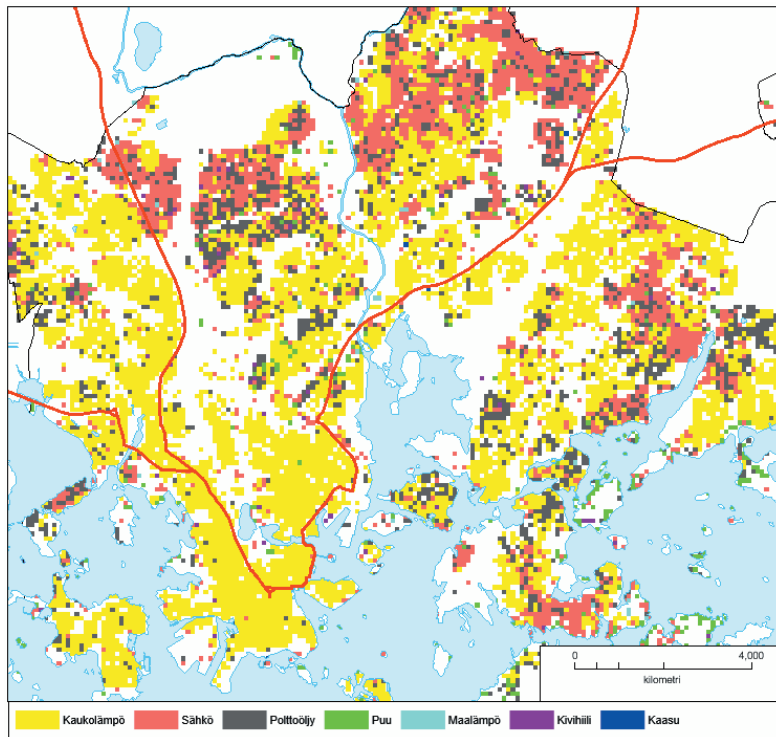 0 4,000
kilometri
Kaukolämpö Sähkö Polttoöljy Puu Maalämpö Kivihiili Kaasu